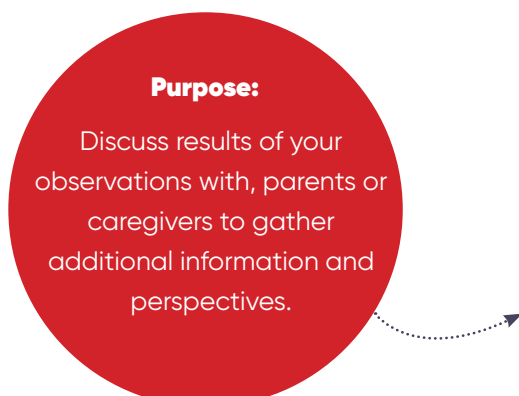 Purpose:
Discuss results of your
observations with, parents or
caregivers to gather
additional information and
perspectives.